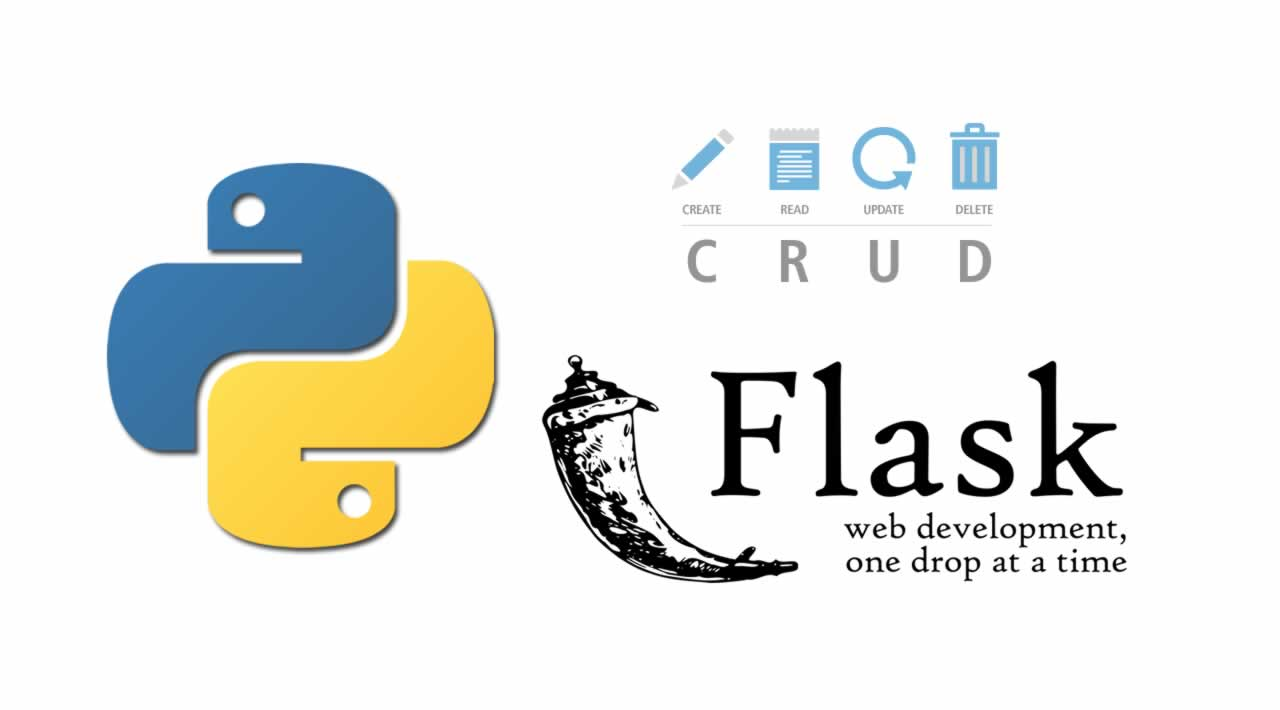 CREATE READ UPDATE DELETE
C R U D
Flask
web development,
one drop at a time